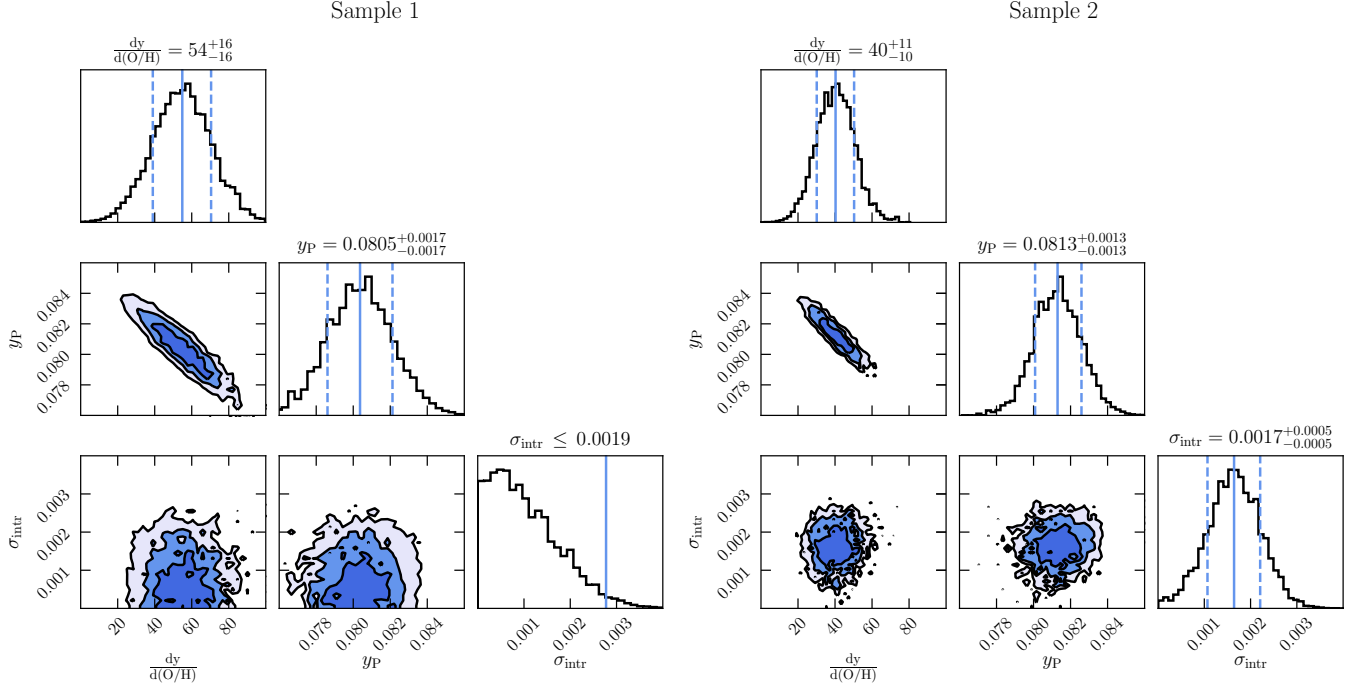 Sample 1
dy/d(O/H) = 54 +16 −16
y_P = 0.0805 +0.0017 −0.0017
σ_intr ≤ 0.0019
y_P
0.084
0.082
0.080
0.078
σ_intr
0.003
0.002
0.001
20 40 60 80
dy/d(O/H)
0.078 0.080 0.082 0.084
y_P
0.001 0.002 0.003
σ_intr
Sample 2
dy/d(O/H) = 40 +11 −10
y_P = 0.0813 +0.0013 −0.0013
σ_intr = 0.0017 +0.0005 −0.0005
y_P
0.084
0.082
0.080
0.078
σ_intr
0.003
0.002
0.001
20 40 60 80
dy/d(O/H)
0.078 0.080 0.082 0.084
y_P
0.001 0.002 0.003
σ_intr